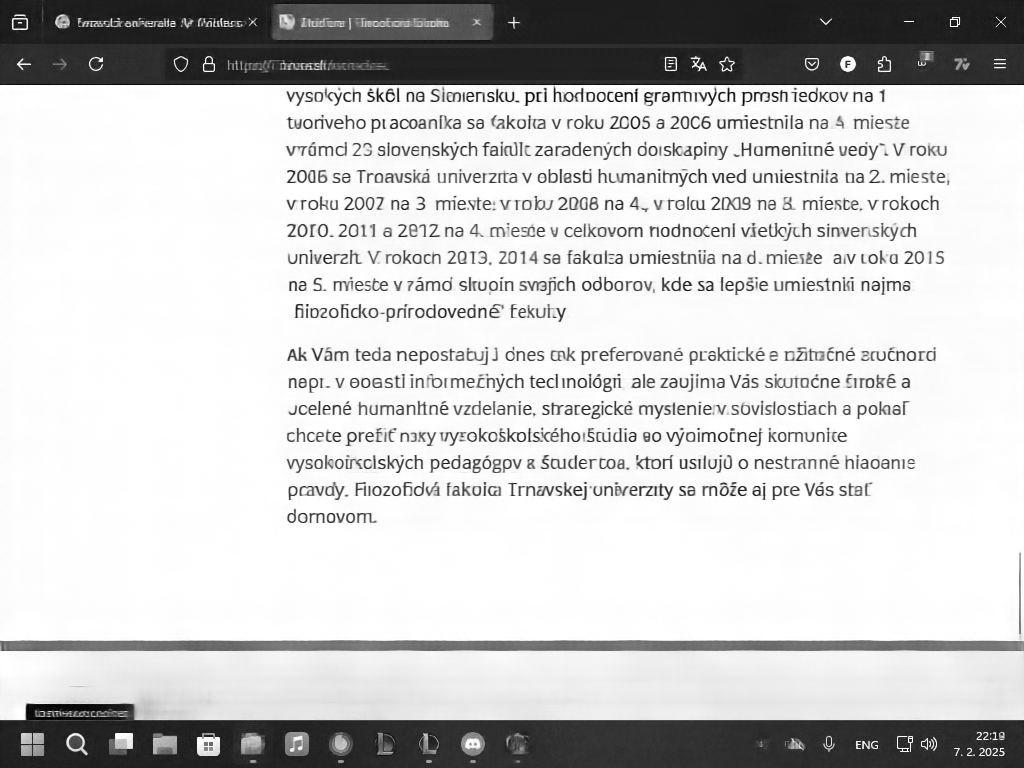 https://
vysokých škôl na Slovensku, pri hodnotení grantových prostriedkov na 1
tvorivého pracovníka sa fakulta v roku 2005 a 2006 umiestnila na 4. mieste
v rámci 23 slovenských fakúlt zaradených do skupiny „Humanitné vedy“. V roku
2006 sa Trnavská univerzita v oblasti humanitných vied umiestnila na 2. mieste,
v roku 2007 na 3. mieste, v roku 2008 na 4., v roku 2009 na 3. mieste, v rokoch
2010, 2011 a 2012 na 4. mieste v celkovom hodnotení všetkých slovenských
univerzít. V rokoch 2013, 2014 sa fakulta umiestnila na mieste a v roku 2015
na 5. mieste v rámci skupín svojich odborov, kde sa lepšie umiestnili najmä
filozoficko-prírodovedné fakulty
Ak Vám teda nepostačujú dnes tak preferované praktické a užitočné zručnosti
napr. v oblasti informačných technológií, ale zaujíma Vás skutočne široké a
ucelené humanitné vzdelanie, strategické myslenie v súvislostiach a pokiaľ
chcete prežiť roky vysokoškolského štúdia vo výnimočnej komunite
vysokoškolských pedagógov a študentov, ktorí usilujú o nestranné hľadanie
pravdy, Filozofická fakulta Trnavskej univerzity sa môže aj pre Vás stať
domovom.
ENG
22:19
7. 2. 2025